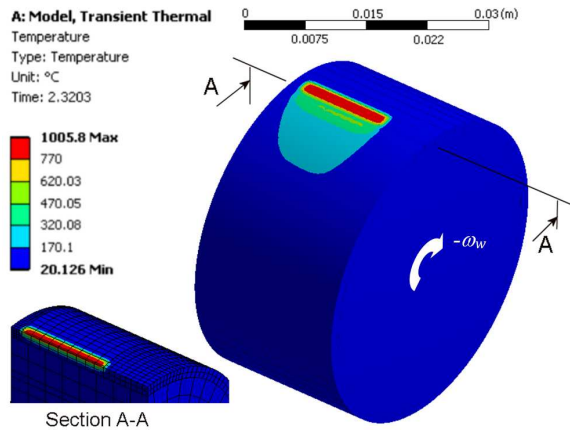 A: Model, Transient Thermal
Temperature
Type: Temperature
Unit: °C
Time: 2.3203
0 0.015 0.03 (m)
0.0075 0.022
1005.8 Max
770
620.03
470.05
320.08
170.1
20.126 Min
A
A
-ωw
Section A-A